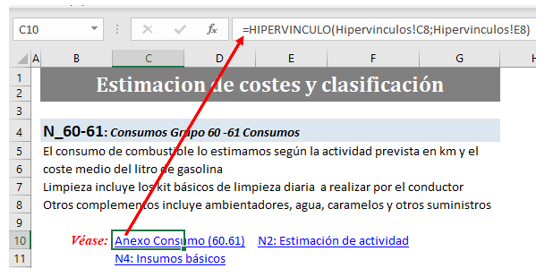 C10
=HIPERVINCULO(Hipervinculos!C8;Hipervinculos!E8)
A B C D E F G
1
2 Estimacion de costes y clasificación
3
4 N_60-61: Consumos Grupo 60 -61 Consumos
5 El consumo de combustible lo estimamos según la actividad prevista en km y el
6 coste medio del litro de gasolina
7 Limpieza incluye los kit básicos de limpieza diaria a realizar por el conductor
8 Otros complementos incluye ambientadores, agua, caramelos y otros suministros
9
10 Véase: Anexo Consumo (60.61) N2: Estimación de actividad
11 N4: Insumos básicos